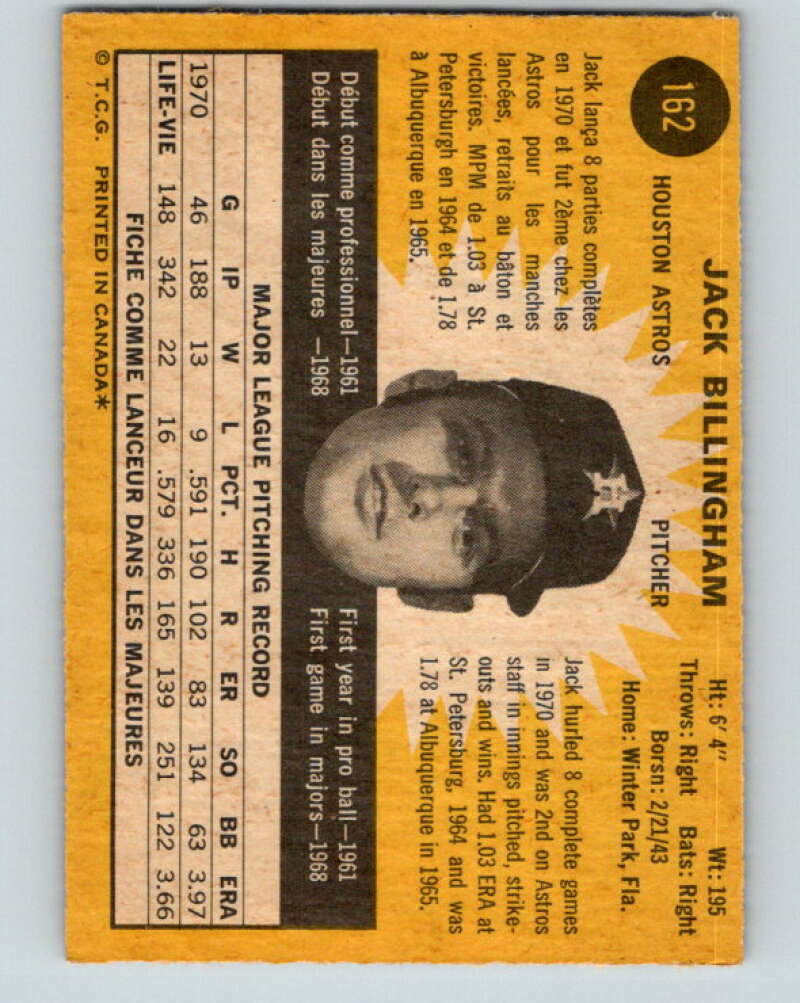 162
JACK BILLINGHAM
HOUSTON ASTROS PITCHER
Ht: 6' 4" Wt: 195
Throws: Right Bats: Right
Borsn: 2/21/43
Home: Winter Park, Fla.
Jack lança 8 parties complètes
en 1970 et fut 2ème chez les
Astros pour les manches
lancées, retraits au bâton et
victoires. MPM de 1.03 à St.
Petersburgh en 1964 et de 1.78
à Albuquerque en 1965.
Jack hurled 8 complete games
in 1970 and was 2nd on Astros
staff in innings pitched, strike-
outs and wins. Had 1.03 ERA at
St. Petersburg, 1964 and was
1.78 at Albuquerque in 1965.
Début comme professionnel—1961
Début dans les majeures —1968
First year in pro ball—1961
First game in majors—1968
MAJOR LEAGUE PITCHING RECORD
G IP W L PCT. H R ER SO BB ERA
1970 46 188 13 9 .591 190 102 83 134 63 3.97
LIFE-VIE 148 342 22 16 .579 336 165 139 251 122 3.66
FICHE COMME LANCEUR DANS LES MAJEURES
© T.C.G. PRINTED IN CANADA*